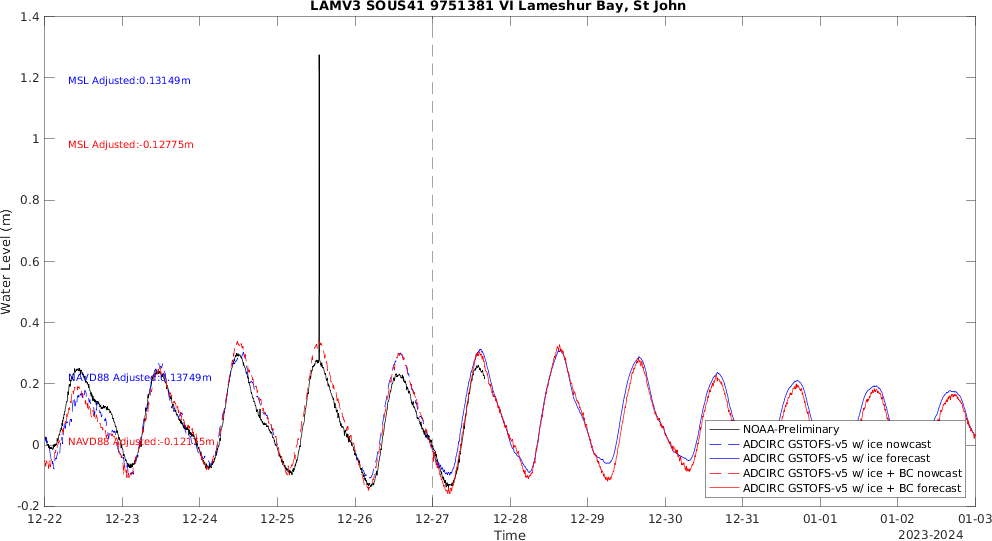 LAMV3 SOUS41 9751381 VI Lameshur Bay, St John
1.4
1.2
1
0.8
0.6
0.4
0.2
0
-0.2
Water Level (m)
MSL Adjusted:0.13149m
MSL Adjusted:-0.12775m
NAVD88 Adjusted:0.13749m
NAVD88 Adjusted:-0.12175m
NOAA-Preliminary
ADCIRC GSTOFS-v5 w/ ice nowcast
ADCIRC GSTOFS-v5 w/ ice forecast
ADCIRC GSTOFS-v5 w/ice + BC nowcast
ADCIRC GSTOFS-v5 w/ice + BC forecast
12-22 12-23 12-24 12-25 12-26 12-27 12-28 12-29 12-30 12-31 01-01 01-02 01-03
Time
2023-2024